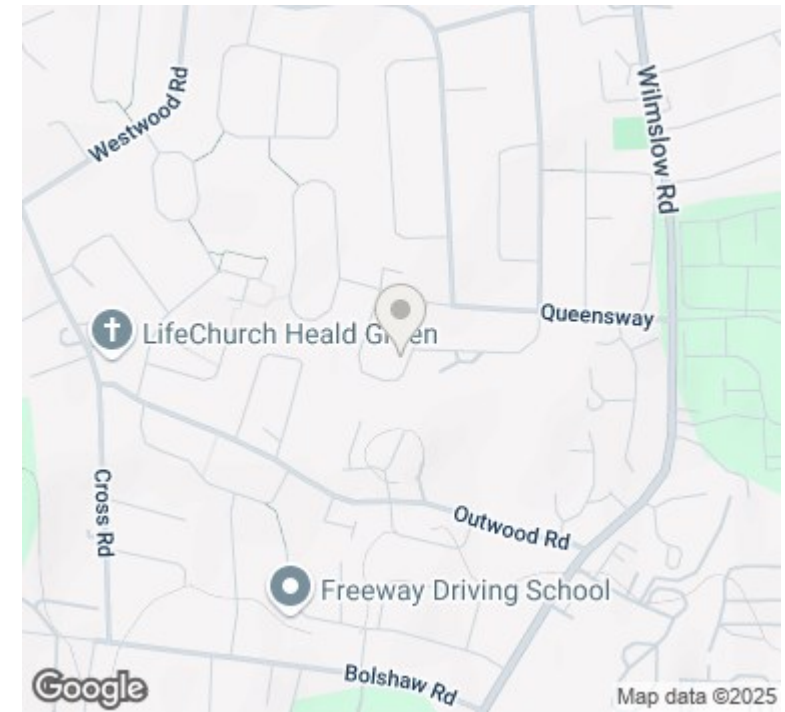 Westwood Rd
Wilmslow Rd
Queensway
LifeChurch Heald Green
Cross Rd
Outwood Rd
Freeway Driving School
Bolshaw Rd
Google
Map data ©2025